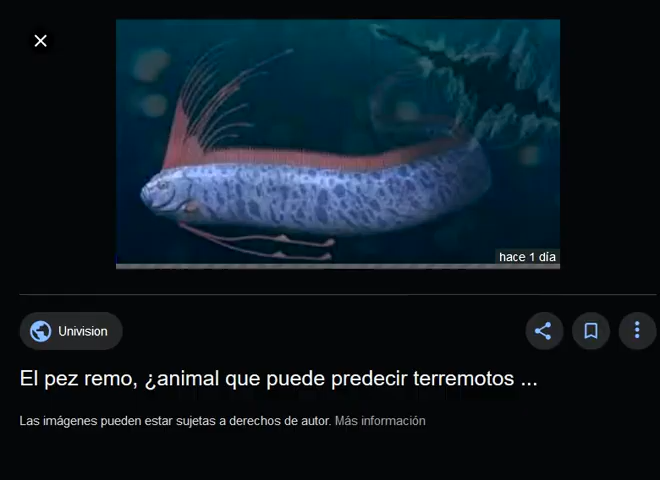 hace 1 día
Univision
El pez remo, ¿animal que puede predecir terremotos ...
Las imágenes pueden estar sujetas a derechos de autor. Más información